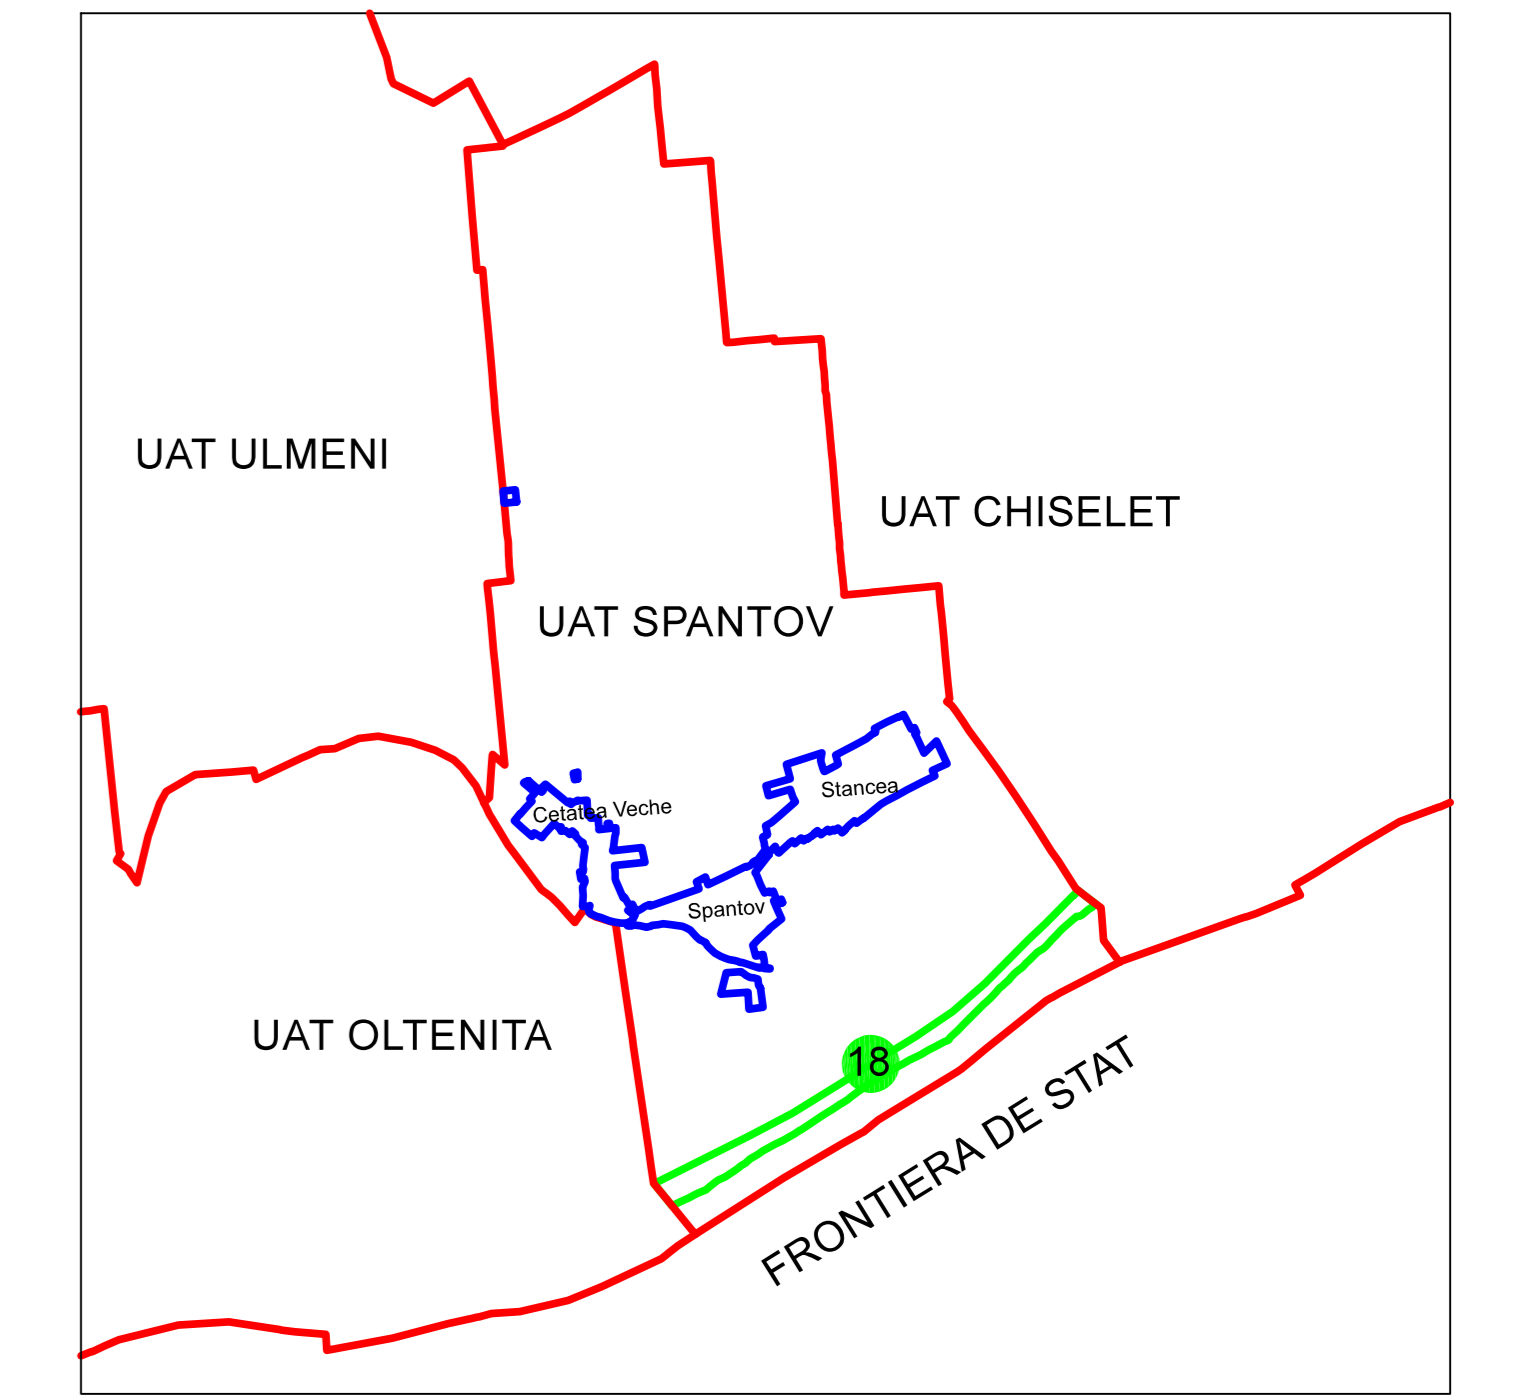 UAT ULMENI
UAT CHISELET
UAT SPANTOV
Stancea
Cetatea Veche
Spantov
UAT OLTENITA
18
FRONTIERA DE STAT